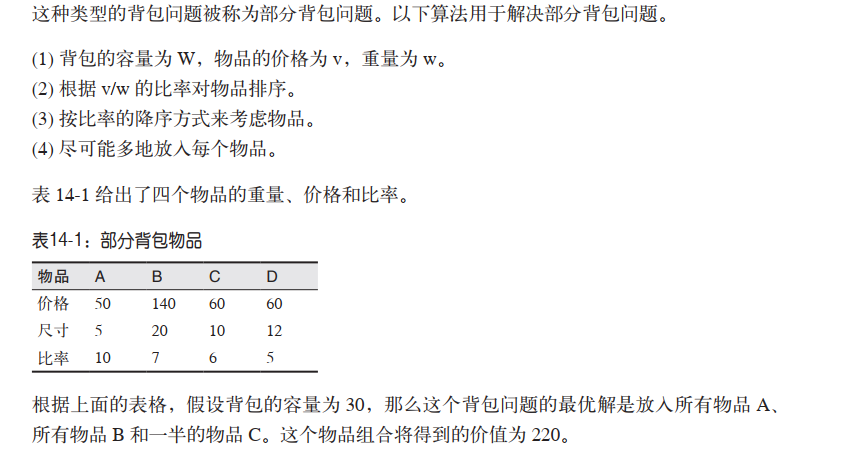 这种类型的背包问题被称为部分背包问题。以下算法用于解决部分背包问题。
(1) 背包的容量为 W，物品的价格为 v，重量为 w。
(2) 根据 v/w 的比率对物品排序。
(3) 按比率的降序方式来考虑物品。
(4) 尽可能多地放入每个物品。
表 14-1 给出了四个物品的重量、价格和比率。
表14-1：部分背包物品
物品 A B C D
价格 50 140 60 60
尺寸 5 20 10 12
比率 10 7 6 5
根据上面的表格，假设背包的容量为 30，那么这个背包问题的最优解是放入所有物品 A、
所有物品 B 和一半的物品 C。这个物品组合将得到的价值为 220。